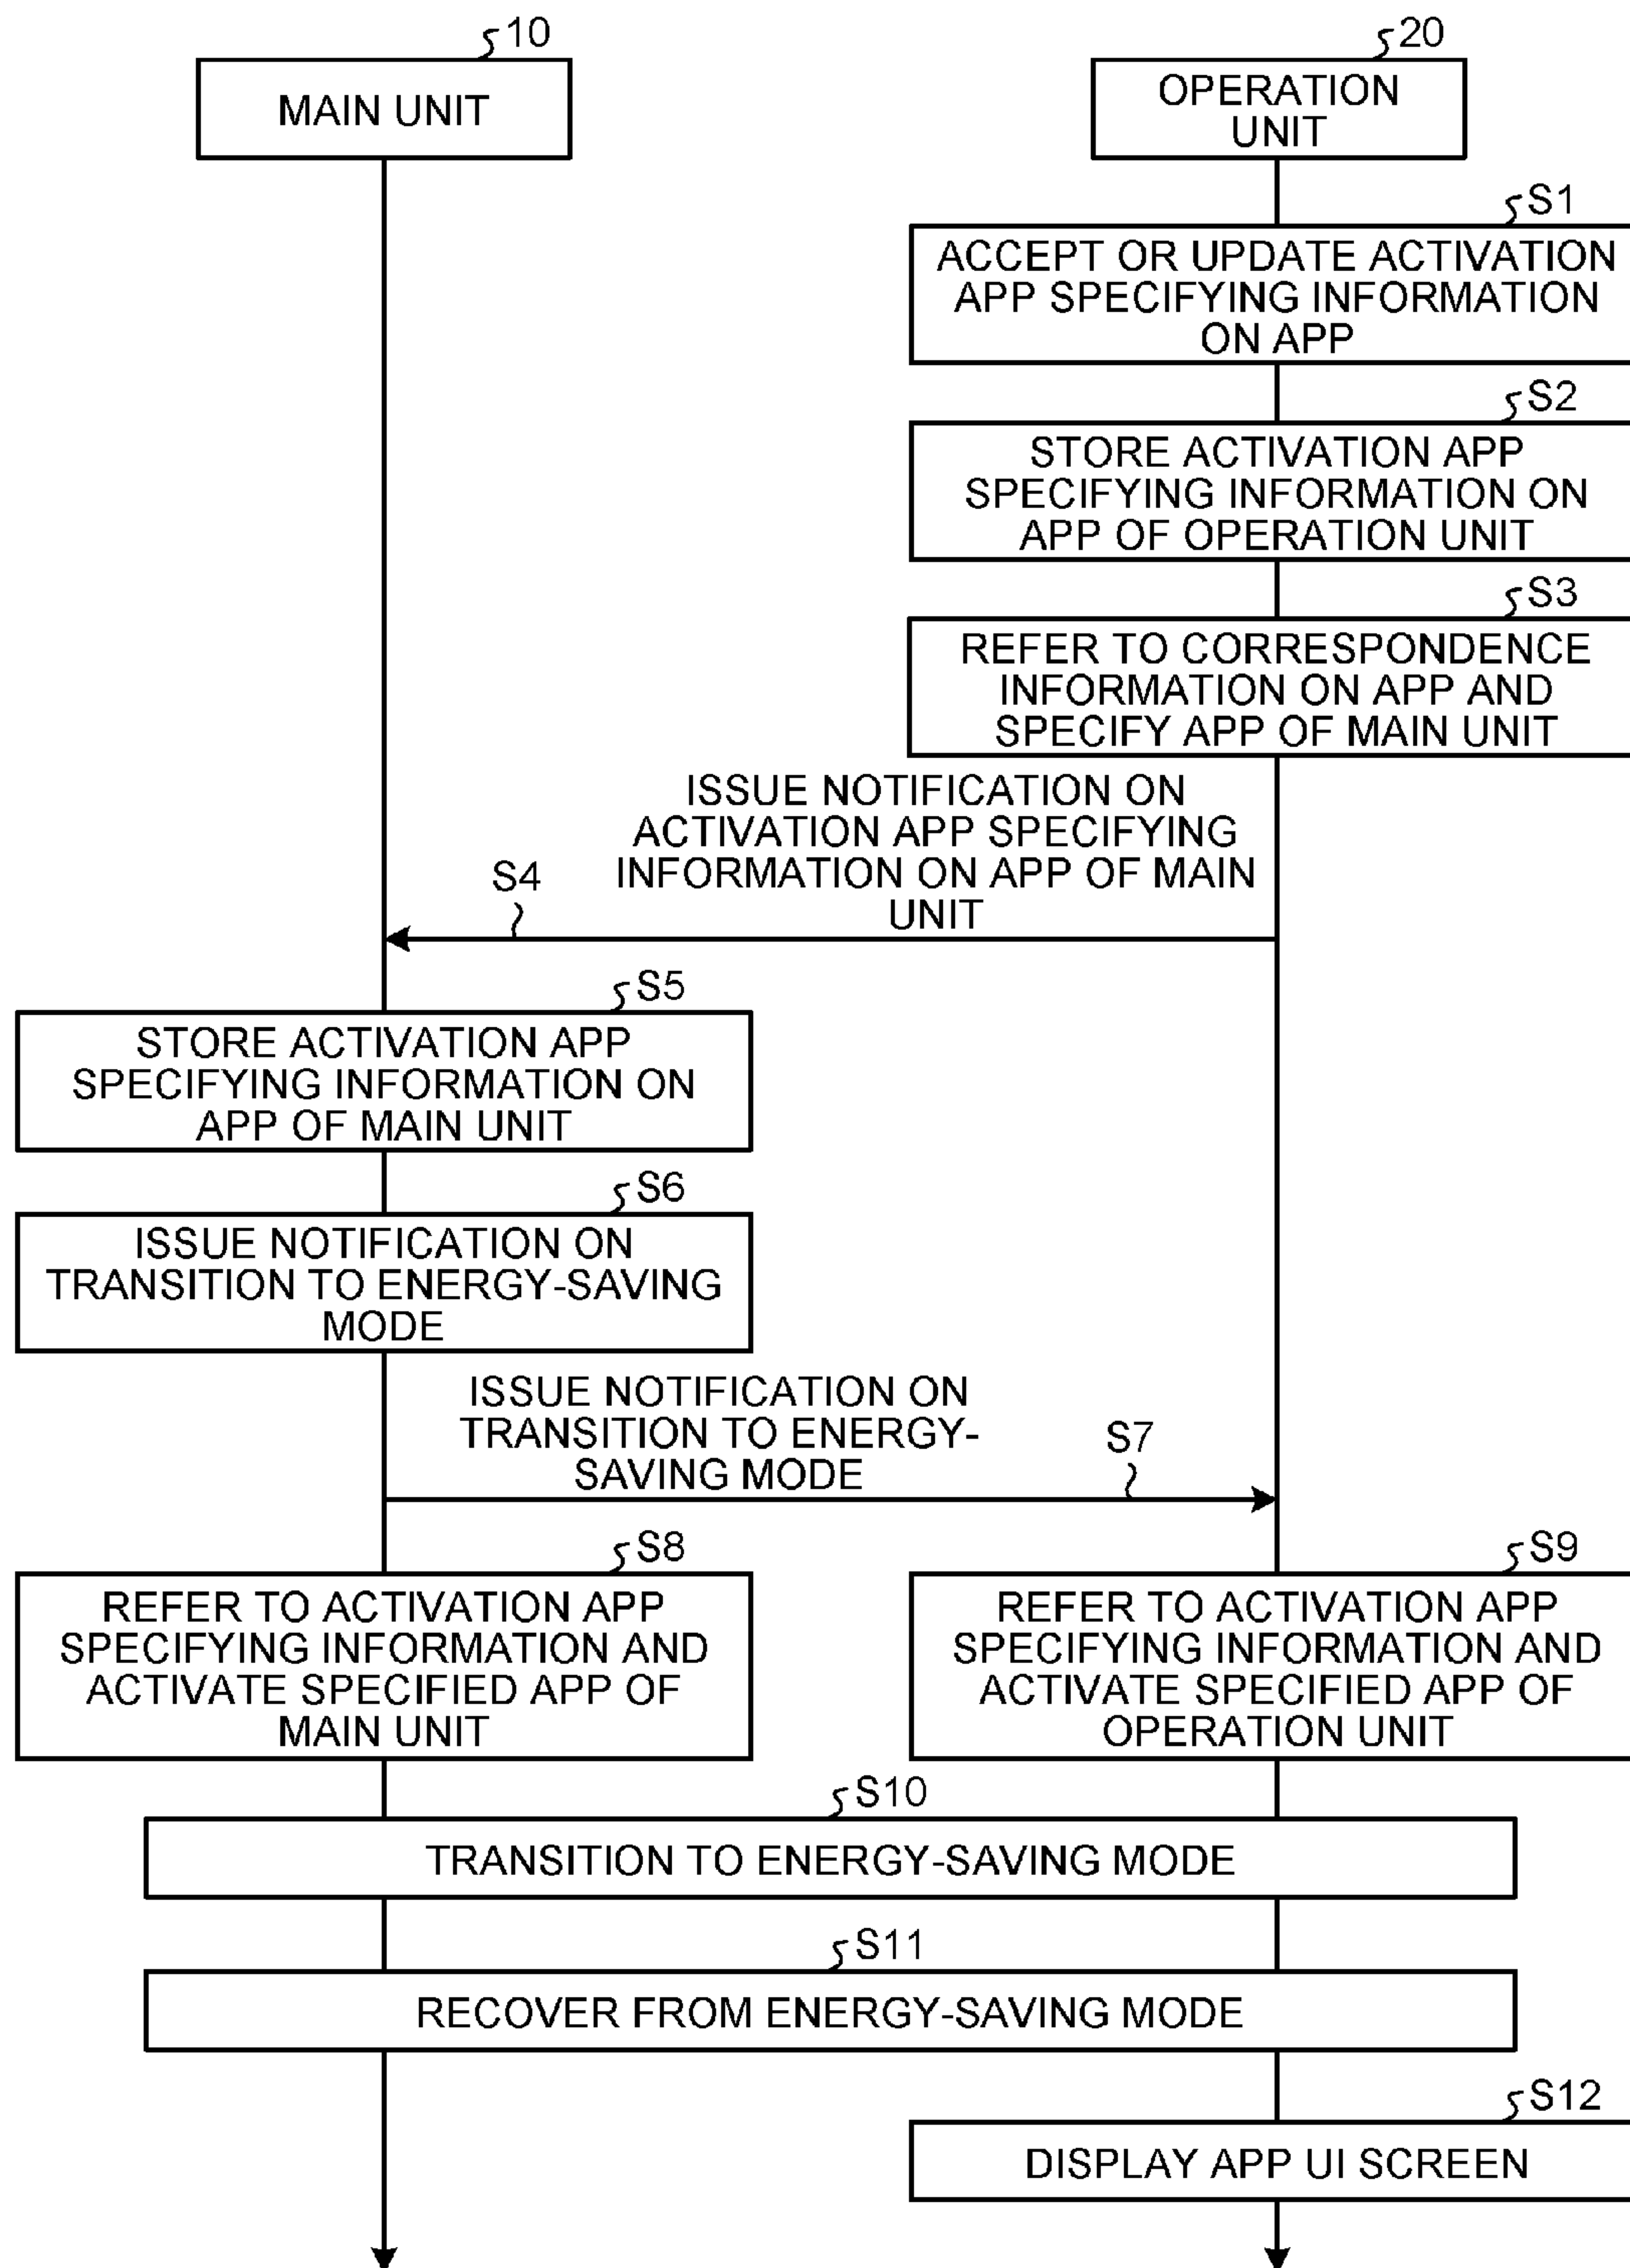 10
MAIN UNIT
20
OPERATION
UNIT
S1
ACCEPT OR UPDATE ACTIVATION
APP SPECIFYING INFORMATION
ON APP
S2
STORE ACTIVATION APP
SPECIFYING INFORMATION ON
APP OF OPERATION UNIT
S3
REFER TO CORRESPONDENCE
INFORMATION ON APP AND
SPECIFY APP OF MAIN UNIT
ISSUE NOTIFICATION ON
ACTIVATION APP SPECIFYING
INFORMATION ON APP OF MAIN
UNIT
S4
S5
STORE ACTIVATION APP
SPECIFYING INFORMATION ON
APP OF MAIN UNIT
S6
ISSUE NOTIFICATION ON
TRANSITION TO ENERGY-SAVING
MODE
ISSUE NOTIFICATION ON
TRANSITION TO ENERGY-
SAVING MODE
S7
S8
REFER TO ACTIVATION APP
SPECIFYING INFORMATION AND
ACTIVATE SPECIFIED APP OF
MAIN UNIT
S9
REFER TO ACTIVATION APP
SPECIFYING INFORMATION AND
ACTIVATE SPECIFIED APP OF
OPERATION UNIT
S10
TRANSITION TO ENERGY-SAVING MODE
S11
RECOVER FROM ENERGY-SAVING MODE
S12
DISPLAY APP UI SCREEN